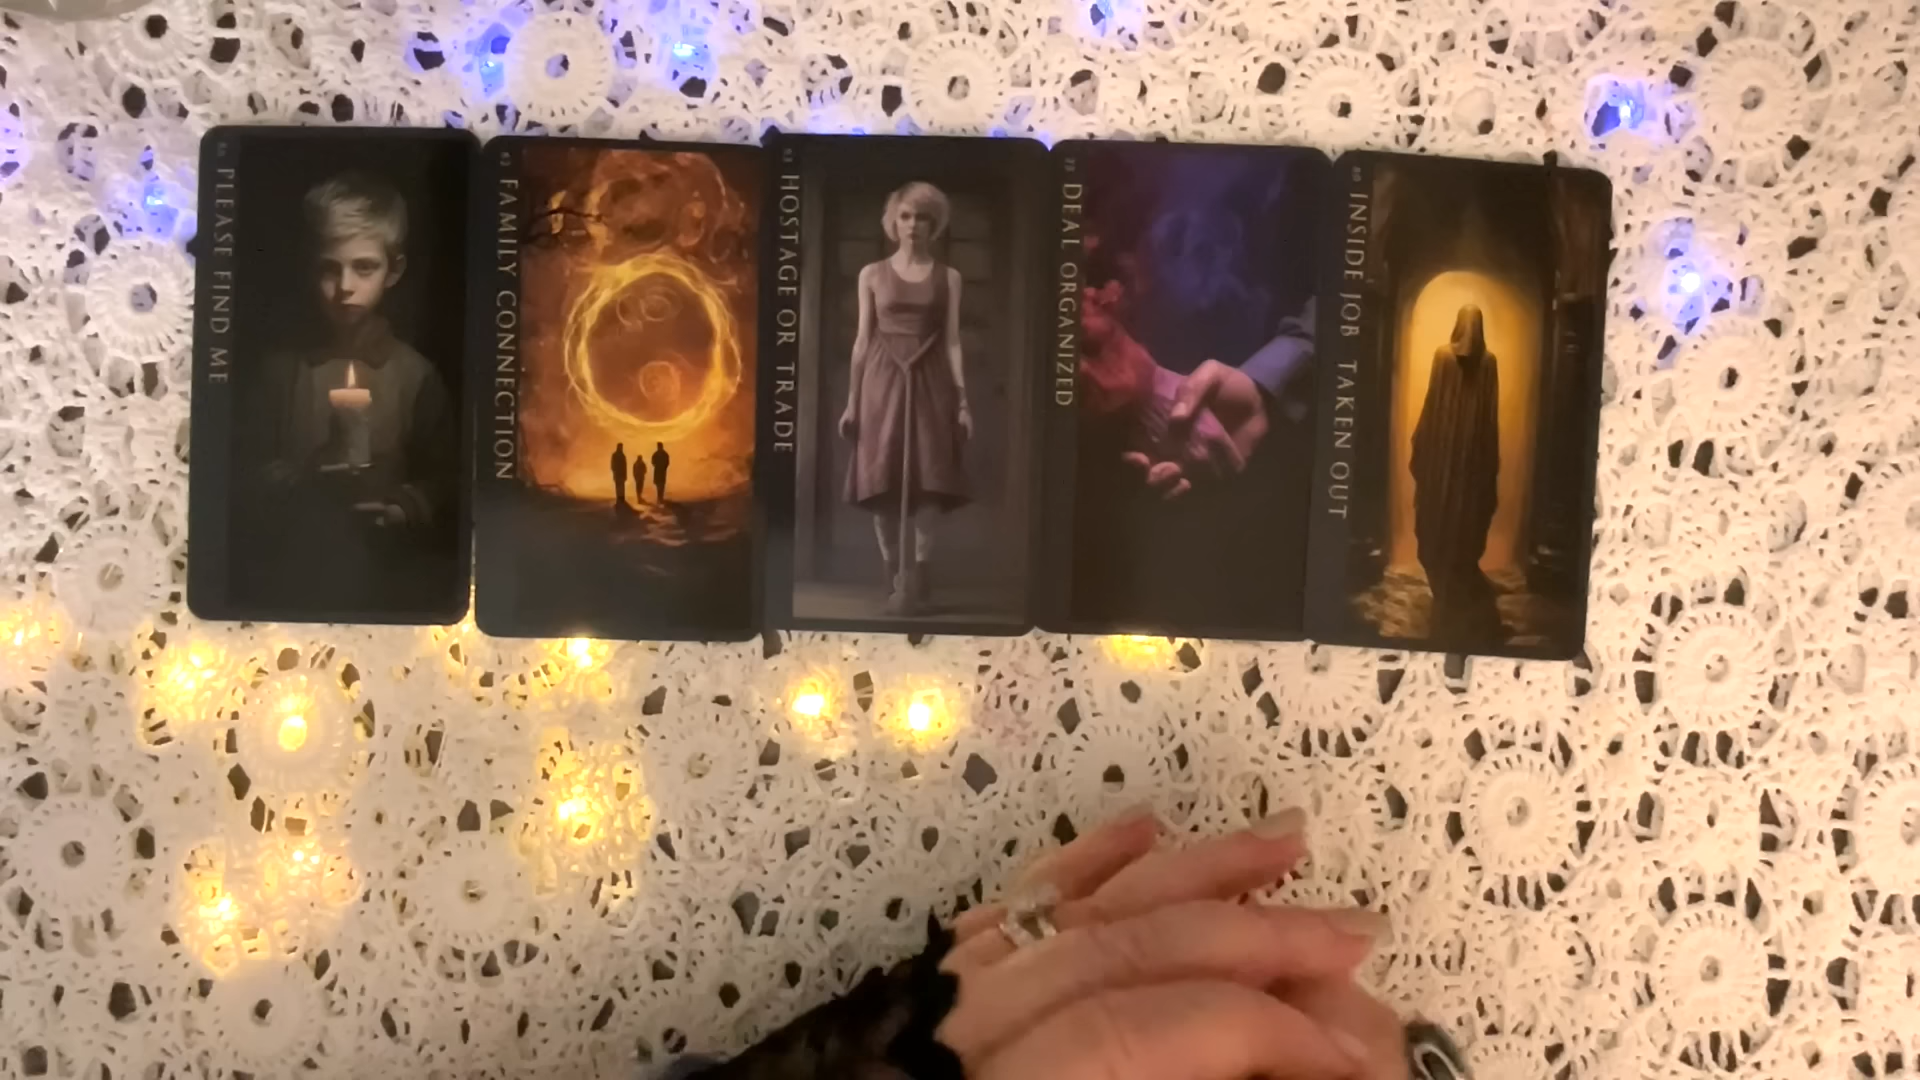 PLEASE FIND ME
FAMILY CONNECTION
HOSTAGE OR TRADE
DEAL ORGANIZED
INSIDE JOB TAKEN OUT